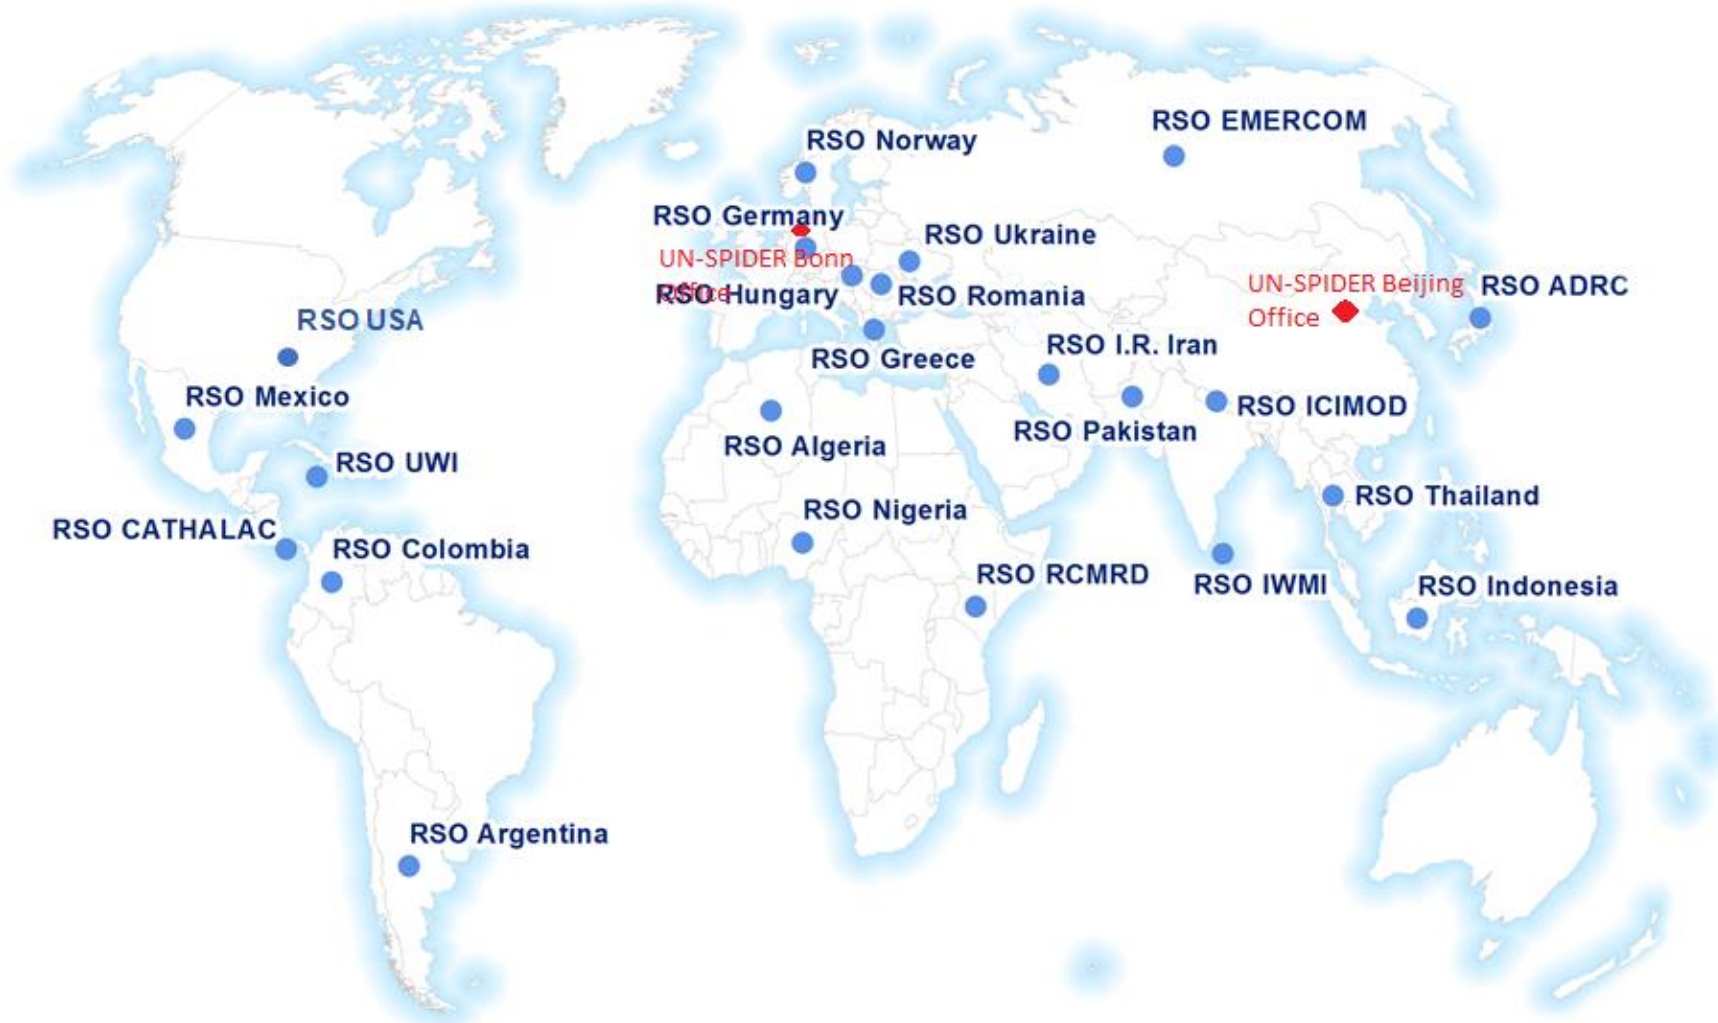 RSO EMERCOM
RSO Norway
RSO Germany
RSO Ukraine
UN-SPIDER Bonn
Office
RSO Hungary
RSO Romania
UN-SPIDER Beijing
Office
RSO ADRC
RSO USA
RSO Greece
RSO I.R. Iran
RSO Mexico
RSO ICIMOD
RSO Pakistan
RSO Algeria
RSO UWI
RSO Thailand
RSO Nigeria
RSO CATHALAC
RSO Colombia
RSO RCMRD
RSO IWMI
RSO Indonesia
RSO Argentina